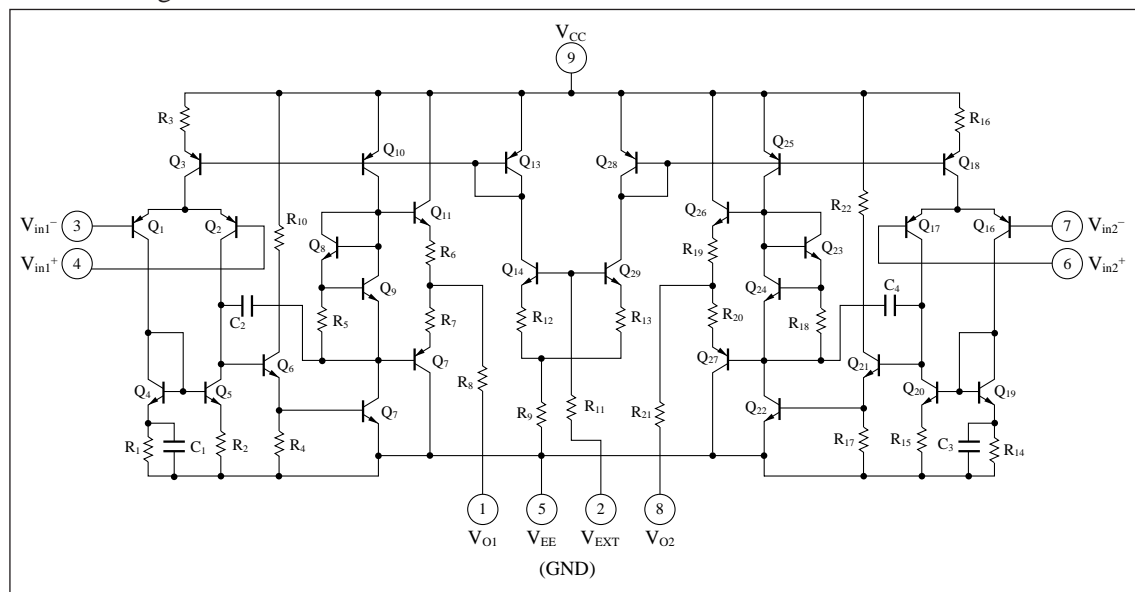 V_CC
9
R_3
R_16
Q_3
Q_10
Q_13
Q_28
Q_25
Q_18
V_in1^-
3
Q_1
Q_2
R_10
Q_11
Q_26
R_22
Q_17
Q_16
7
V_in2^-
V_in1^+
4
Q_8
R_6
Q_14
Q_29
R_19
Q_23
6
V_in2^+
Q_9
Q_24
C_2
R_5
R_7
R_12
R_13
R_20
R_18
C_4
Q_4
Q_5
Q_6
Q_7
R_8
Q_27
Q_21
Q_20
Q_19
R_1
C_1
R_2
R_4
Q_7
R_9
R_11
R_21
Q_22
R_17
R_15
C_3
R_14
1
5
2
8
V_O1
V_EE
V_EXT
V_O2
(GND)